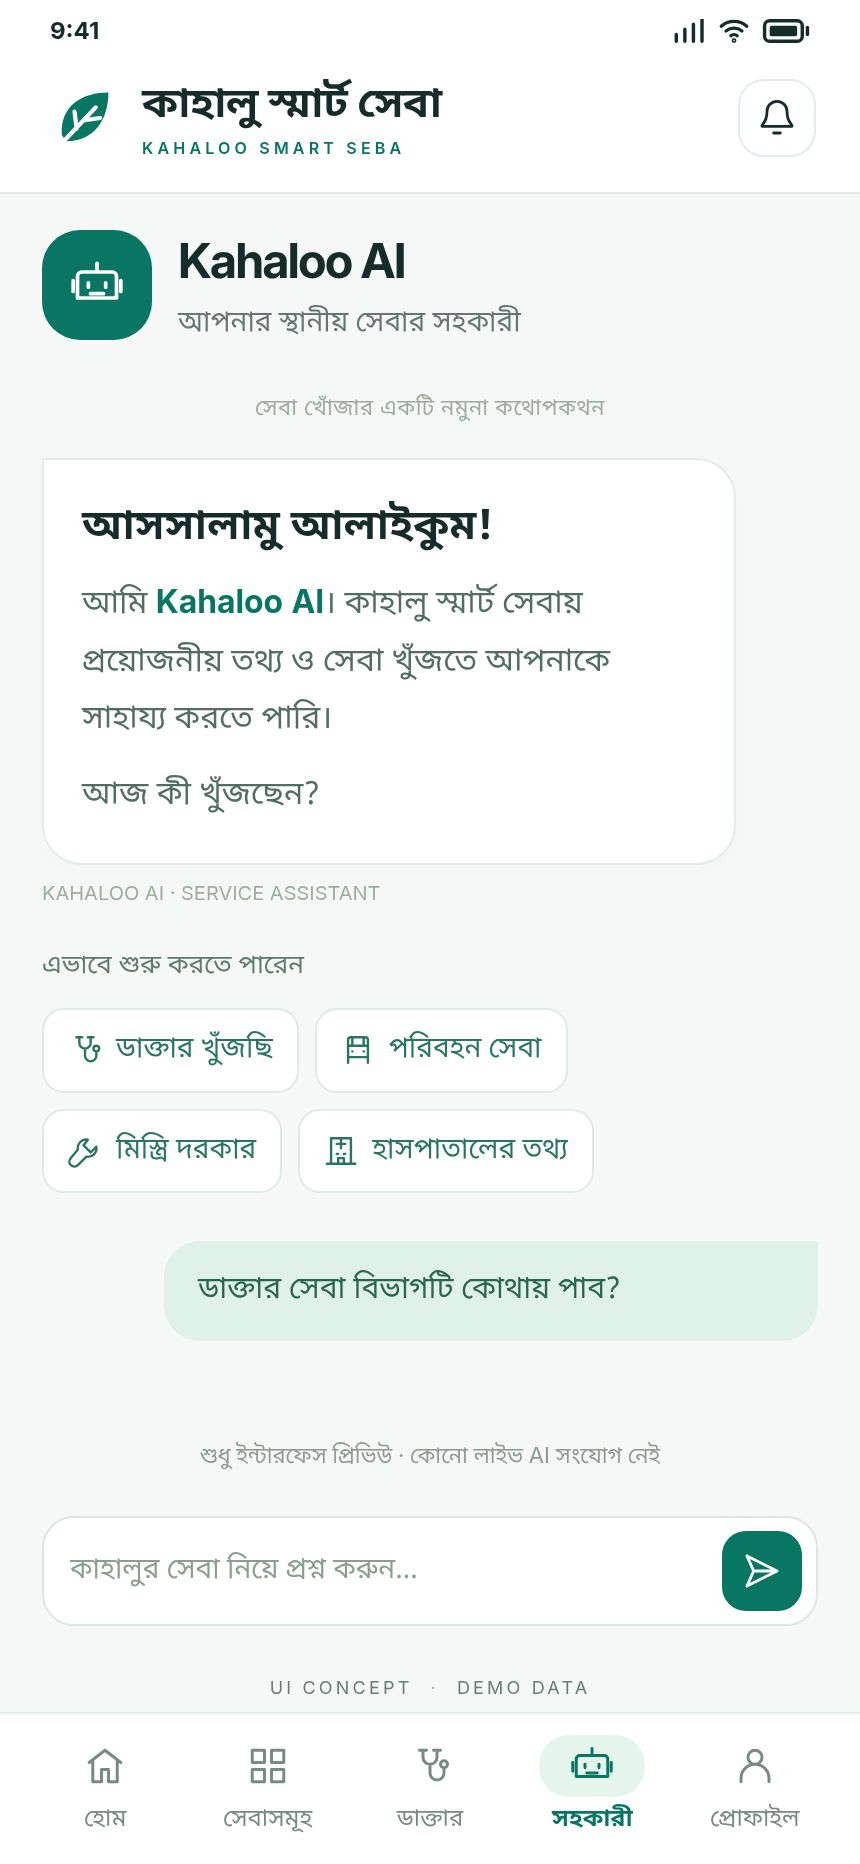 9:41
কাহালু স্মার্ট সেবা
KAHALOO SMART SEBA
Kahaloo AI
আপনার স্থানীয় সেবার সহকারী
সেবা খোঁজার একটি নমুনা কথোপকথন
আসসালামু আলাইকুম!
আমি Kahaloo AI। কাহালু স্মার্ট সেবায়
প্রয়োজনীয় তথ্য ও সেবা খুঁজতে আপনাকে
সাহায্য করতে পারি।
আজ কী খুঁজছেন?
KAHALOO AI · SERVICE ASSISTANT
এভাবে শুরু করতে পারেন
ডাক্তার খুঁজছি
পরিবহন সেবা
মিস্ত্রি দরকার
হাসপাতালের তথ্য
ডাক্তার সেবা বিভাগটি কোথায় পাব?
শুধু ইন্টারফেস প্রিভিউ · কোনো লাইভ AI সংযোগ নেই
কাহালুর সেবা নিয়ে প্রশ্ন করুন...
UI CONCEPT · DEMO DATA
হোম
সেবাসমূহ
ডাক্তার
সহকারী
প্রোফাইল